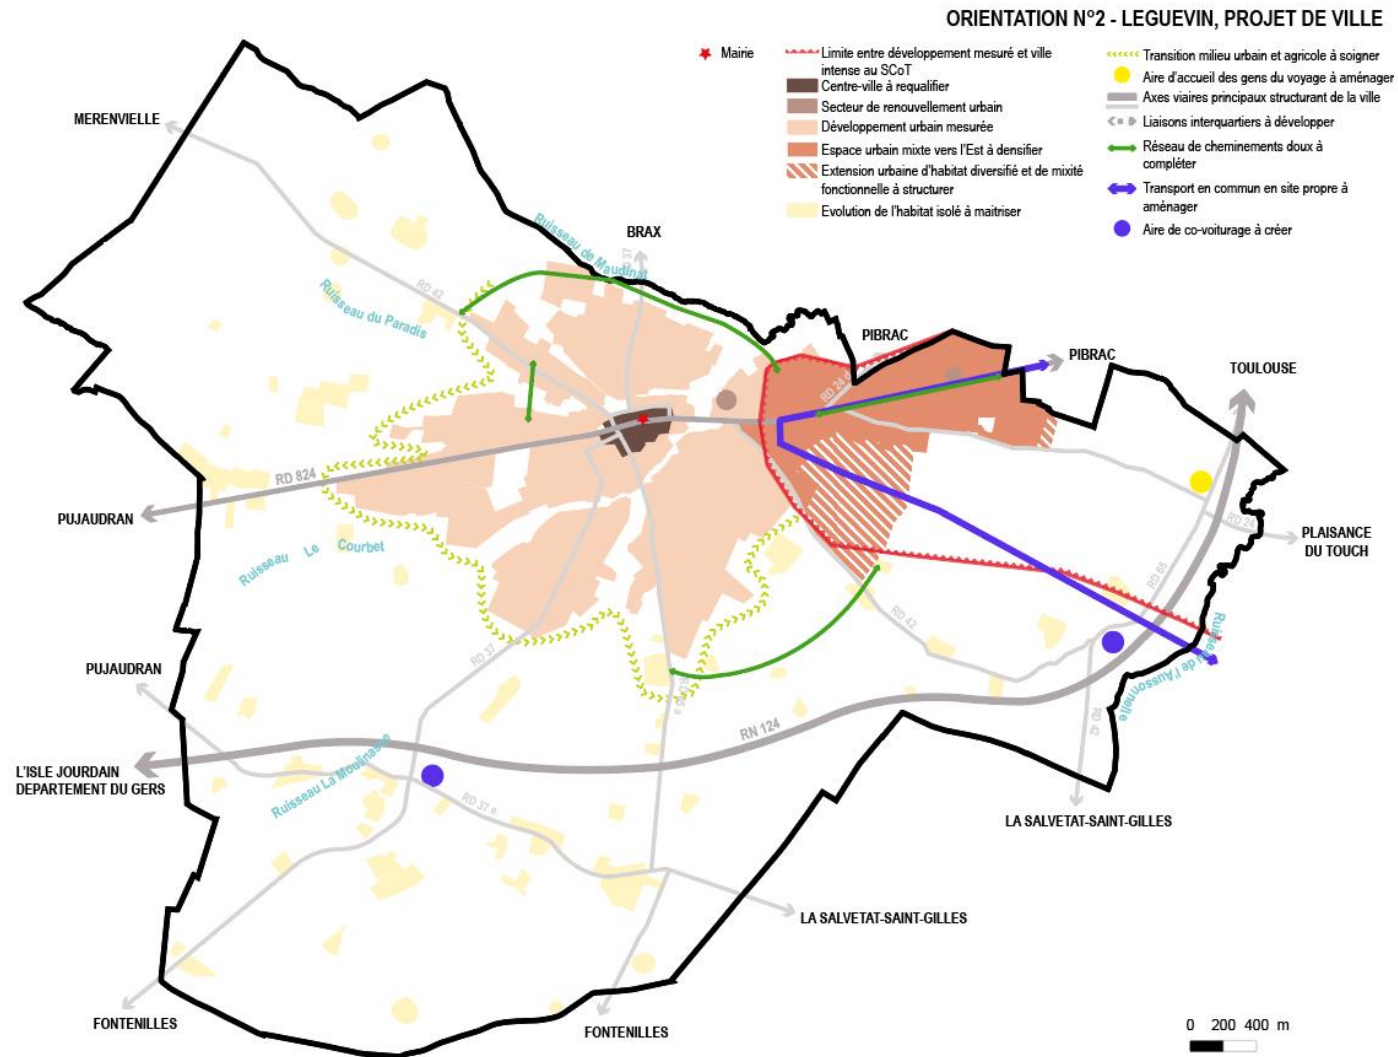 ORIENTATION N°2 - LEGUEVIN, PROJET DE VILLE
Mairie
Limite entre développement mesuré et ville
intense au SCoT
Centre-ville à requalifier
Secteur de renouvellement urbain
Développement urbain mesurée
Espace urbain mixte vers l'Est à densifier
Extension urbaine d'habitat diversifié et de mixité
fonctionnelle à structurer
Evolution de l'habitat isolé à maitriser
Transition milieu urbain et agricole à soigner
Aire d'accueil des gens du voyage à aménager
Axes viaires principaux structurant de la ville
Liaisons interquartiers à développer
Réseau de cheminements doux à
compléter
Transport en commun en site propre à
aménager
Aire de co-voiturage à créer
MERENVIELLE
BRAX
Ruisseau de Maudinat
RD 42
Ruisseau du Paradis
PIBRAC
PIBRAC
TOULOUSE
RD 24
RD 824
PUJAUDRAN
Ruisseau Le Courbet
RD 24
PLAISANCE
DU TOUCH
RD 65
RD 42
RD 37
PUJAUDRAN
Ruisseau de l'Aussonnelle
RD 42
RN 124
L'ISLE JOURDAIN
DEPARTEMENT DU GERS
Ruisseau La Moulinasse
RD 37 e
LA SALVETAT-SAINT-GILLES
LA SALVETAT-SAINT-GILLES
FONTENILLES
FONTENILLES
0 200 400 m